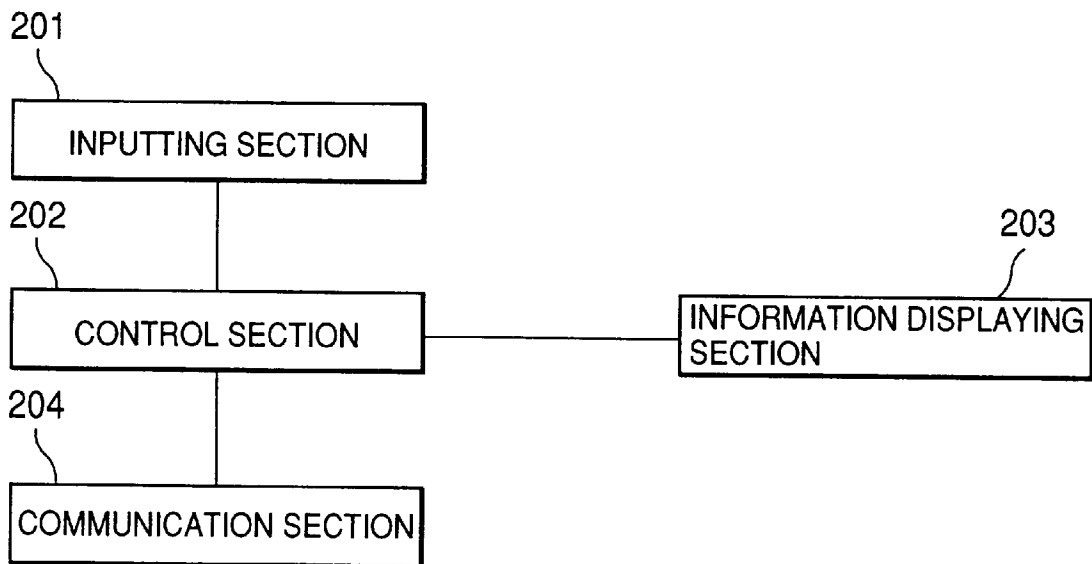 201
INPUTTING SECTION
202
203
CONTROL SECTION
INFORMATION DISPLAYING
SECTION
204
COMMUNICATION SECTION